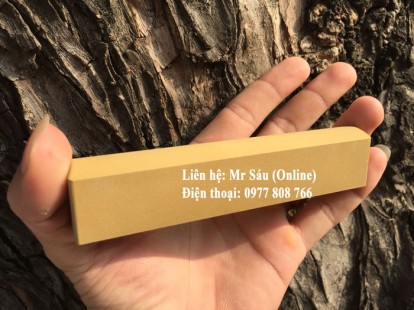 Liên hệ: Mr Sáu (Online)
Điện thoại: 0977 808 766